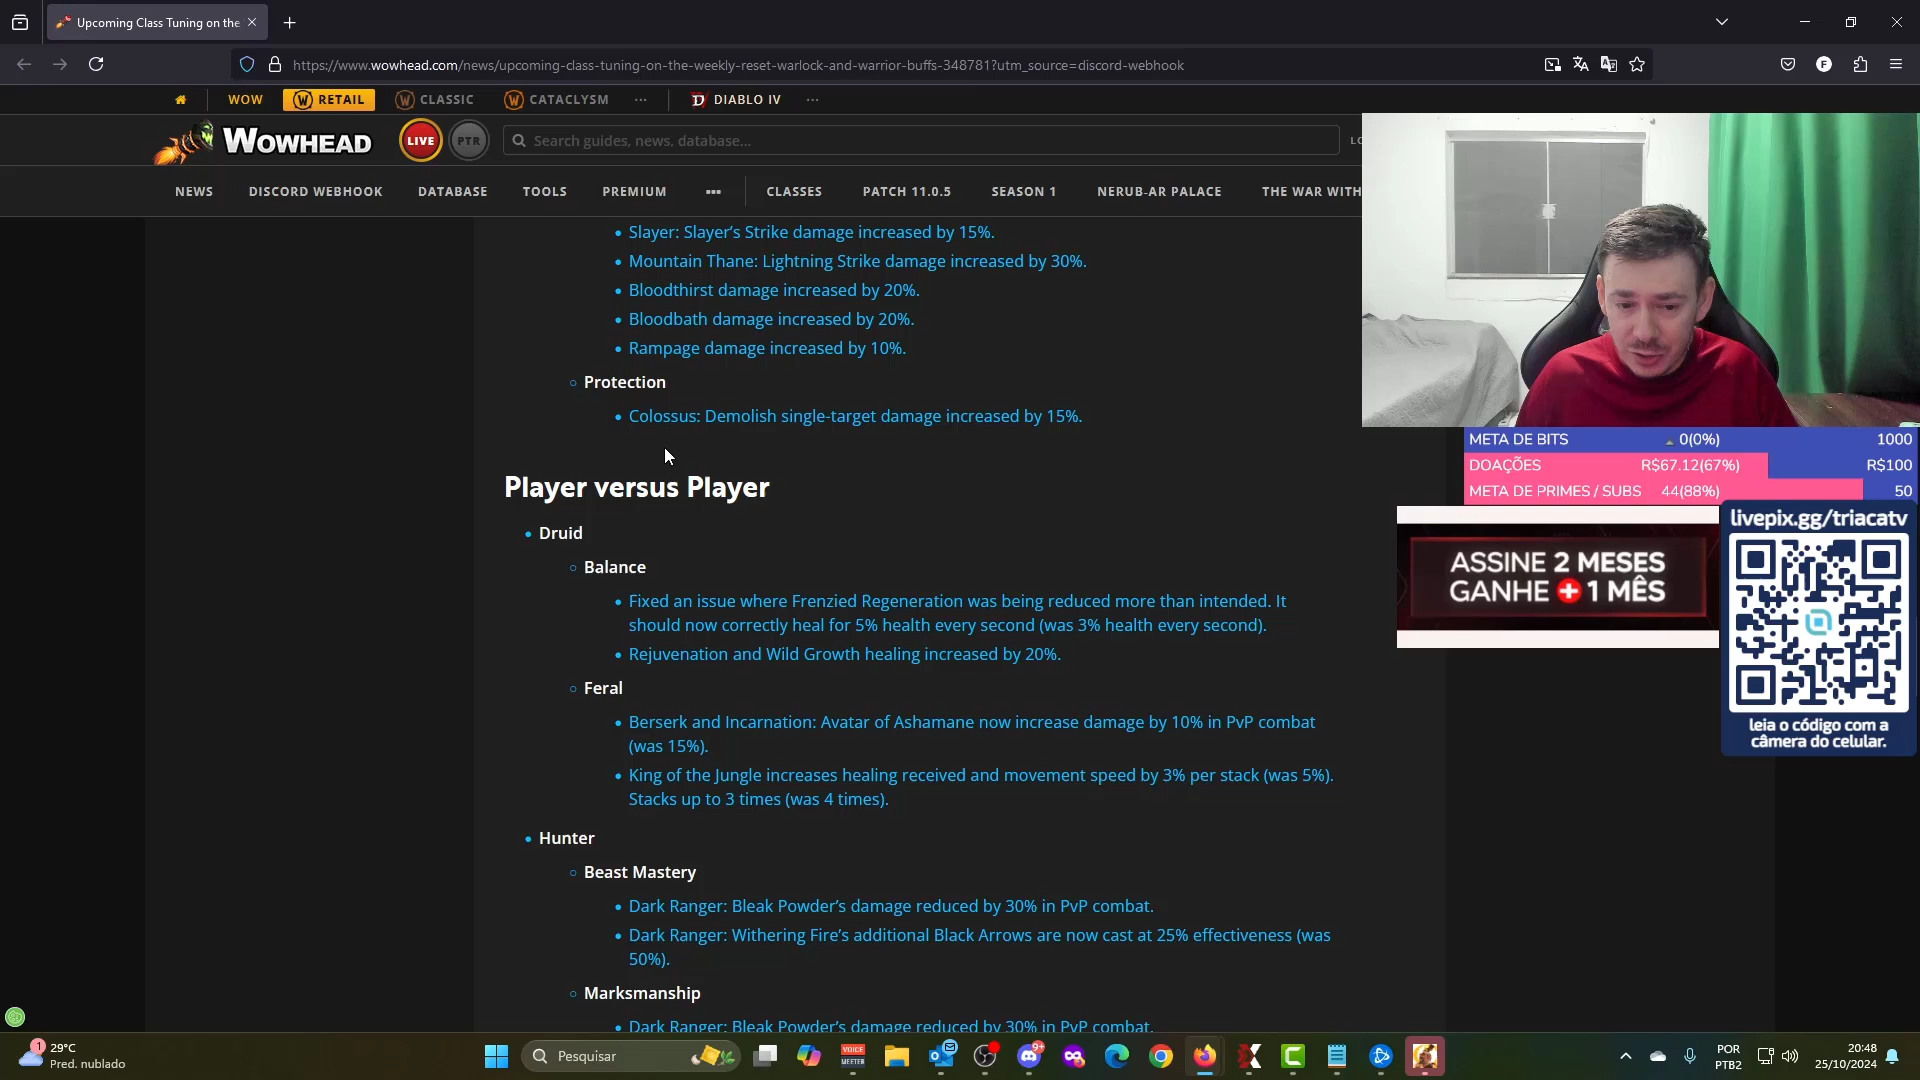 Upcoming Class Tuning on the
https://www.wowhead.com/news/upcoming-class-tuning-on-the-weekly-reset-warlock-and-warrior-buffs-348781?utm_source=discord-webhook
WOW
RETAIL
CLASSIC
CATACLYSM
DIABLO IV
WOWHEAD
LIVE
PTR
Search guides, news, database...
LO
NEWS
DISCORD WEBHOOK
DATABASE
TOOLS
PREMIUM
CLASSES
PATCH 11.0.5
SEASON 1
NERUB-AR PALACE
THE WAR WITH
Slayer: Slayer’s Strike damage increased by 15%.
Mountain Thane: Lightning Strike damage increased by 30%.
Bloodthirst damage increased by 20%.
Bloodbath damage increased by 20%.
Rampage damage increased by 10%.
Protection
Colossus: Demolish single-target damage increased by 15%.
Player versus Player
Druid
Balance
Fixed an issue where Frenzied Regeneration was being reduced more than intended. It
should now correctly heal for 5% health every second (was 3% health every second).
Rejuvenation and Wild Growth healing increased by 20%.
Feral
Berserk and Incarnation: Avatar of Ashamane now increase damage by 10% in PvP combat
(was 15%).
King of the Jungle increases healing received and movement speed by 3% per stack (was 5%).
Stacks up to 3 times (was 4 times).
Hunter
Beast Mastery
Dark Ranger: Bleak Powder’s damage reduced by 30% in PvP combat.
Dark Ranger: Withering Fire’s additional Black Arrows are now cast at 25% effectiveness (was
50%).
Marksmanship
Dark Ranger: Bleak Powder’s damage reduced by 30% in PvP combat.
META DE BITS 0(0%) 1000
DOAÇÕES R$67.12(67%) R$100
META DE PRIMES / SUBS 44(88%) 50
ASSINE 2 MESES
GANHE + 1 MÊS
livepix.gg/triacatv
leia o código com a
câmera do celular.
1
29°C
Pred. nublado
Pesquisar
VOICE
MEETER
9+
POR
PTB2
20:48
25/10/2024